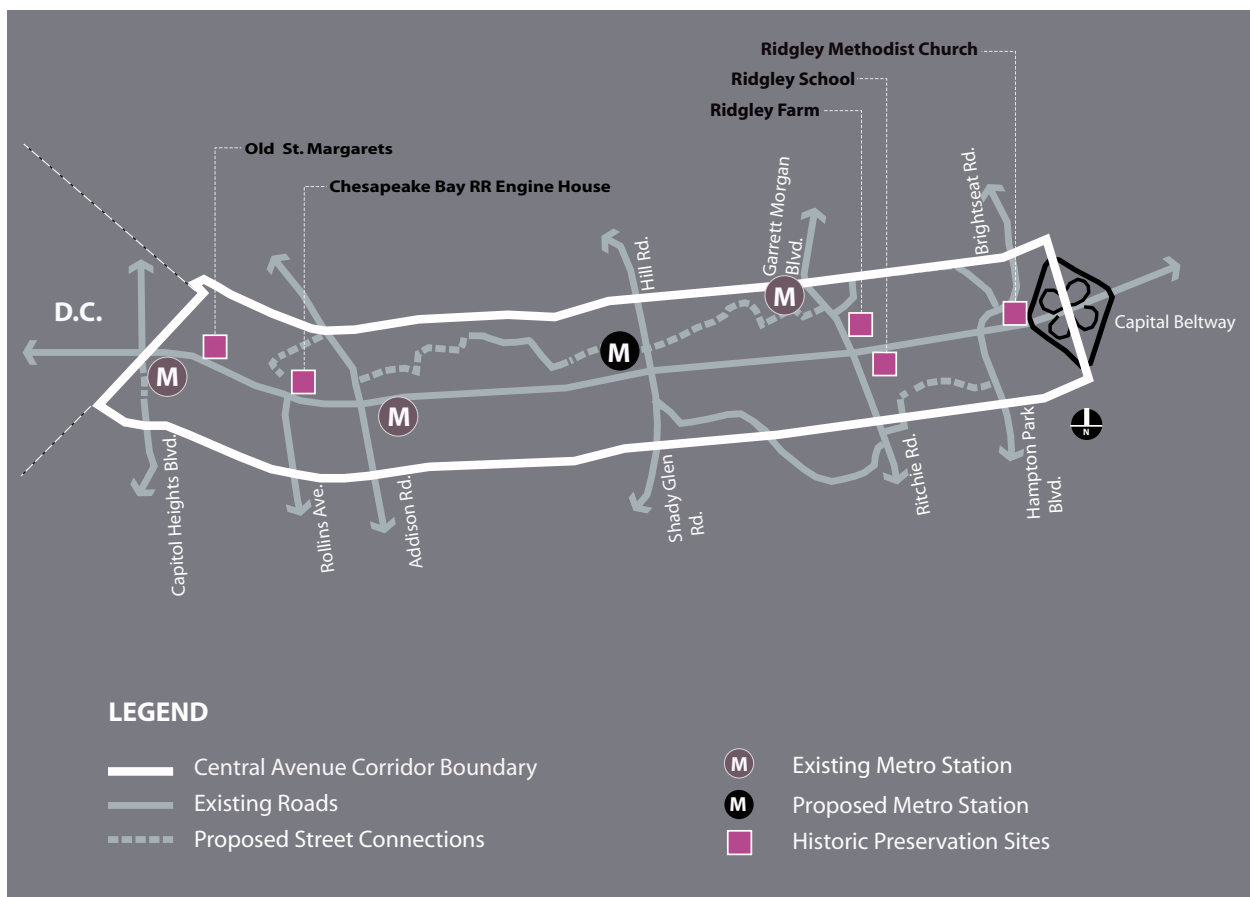 Ridgley Methodist Church
Ridgley School
Ridgley Farm
Old St. Margarets
Chesapeake Bay RR Engine House
D.C.
Hill Rd.
Garrett Morgan
Blvd.
Brightseat Rd.
Capital Beltway
M
M
M
M
N
Capitol Heights Blvd.
Rollins Ave.
Addison Rd.
Shady Glen
Rd.
Ritchie Rd.
Hampton Park
Blvd.
LEGEND
Central Avenue Corridor Boundary
Existing Roads
Proposed Street Connections
M Existing Metro Station
M Proposed Metro Station
Historic Preservation Sites